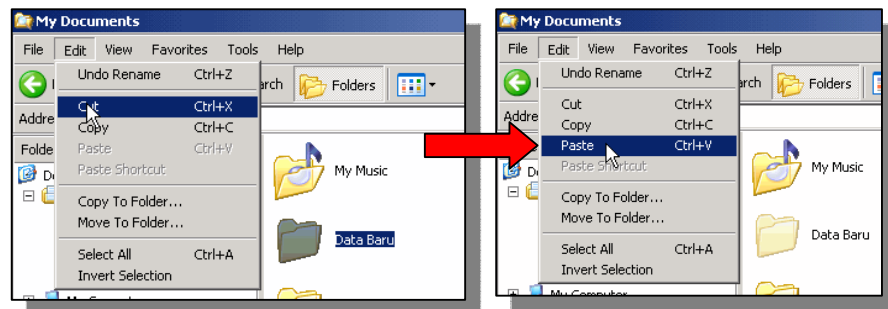 My Documents
File Edit View Favorites Tools Help
Undo Rename Ctrl+Z
Folders
Cut Ctrl+X
Copy Ctrl+C
Paste Ctrl+V
Paste Shortcut
Copy To Folder...
Move To Folder...
Select All Ctrl+A
Invert Selection
My Music
Data Baru
My Documents
File Edit View Favorites Tools Help
Undo Rename Ctrl+Z
Folders
Cut Ctrl+X
Copy Ctrl+C
Paste Ctrl+V
Paste Shortcut
Copy To Folder...
Move To Folder...
Select All Ctrl+A
Invert Selection
My Music
Data Baru
My Computer